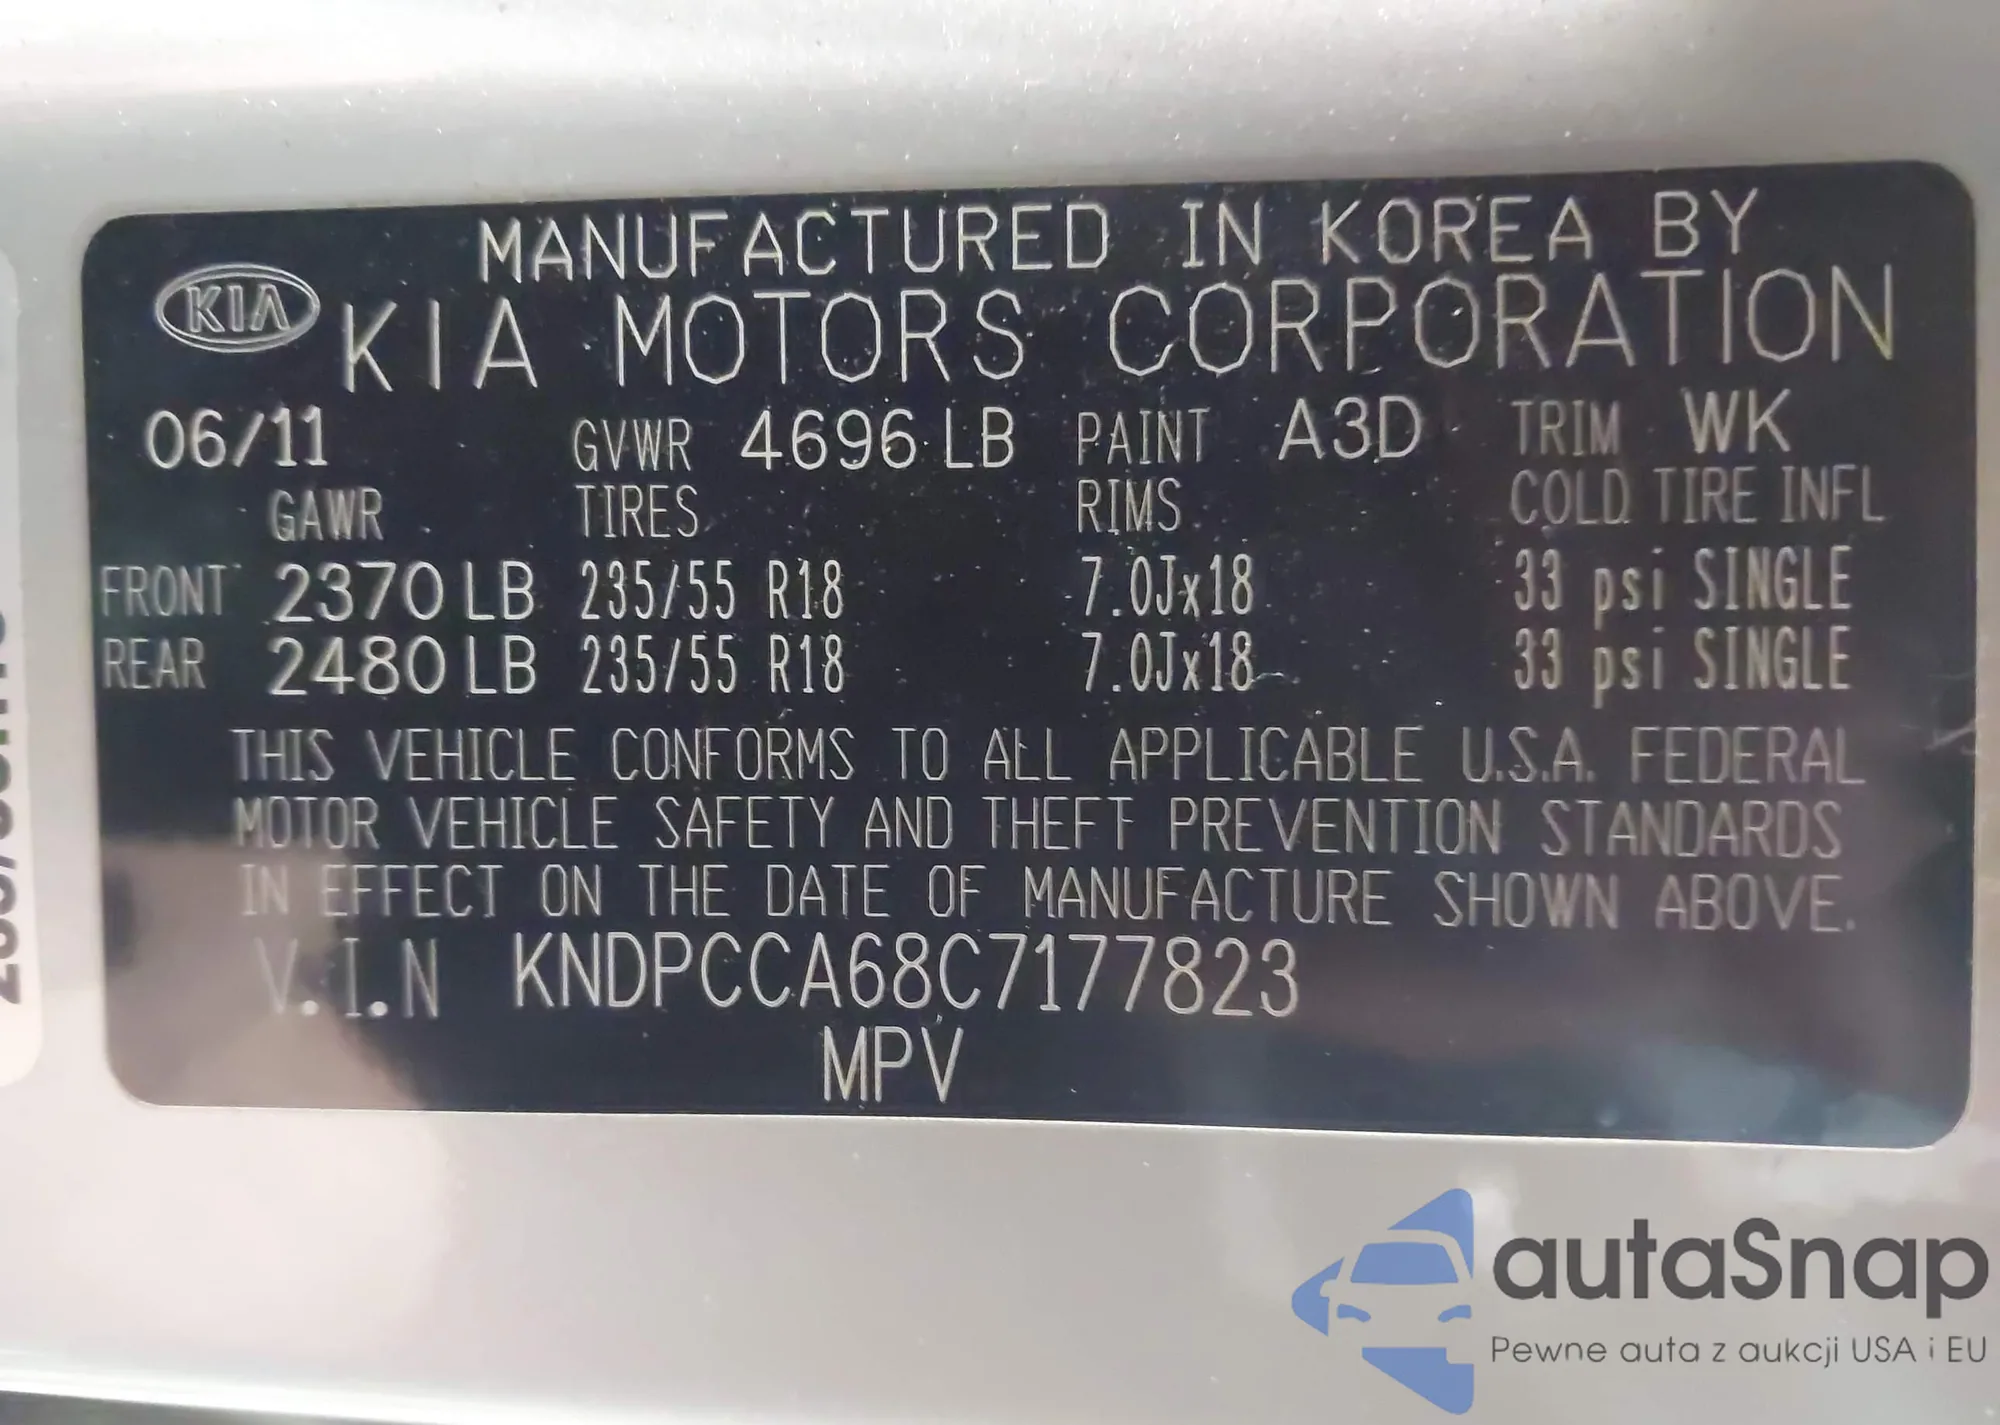 MANUFACTURED IN KOREA BY
KIA KIA MOTORS CORPORATION
06/11 GVWR 4696 LB PAINT A3D TRIM WK
GAWR TIRES RIMS COLD TIRE INFL
FRONT 2370 LB 235/55 R18 7.0Jx18 33 psi SINGLE
REAR 2480 LB 235/55 R18 7.0Jx18 33 psi SINGLE
THIS VEHICLE CONFORMS TO ALL APPLICABLE U.S.A. FEDERAL
MOTOR VEHICLE SAFETY AND THEFT PREVENTION STANDARDS
IN EFFECT ON THE DATE OF MANUFACTURE SHOWN ABOVE.
V.I.N KNDPCCA68C7177823
MPV
autaSnap
Pewne auta z aukcji USA i EU